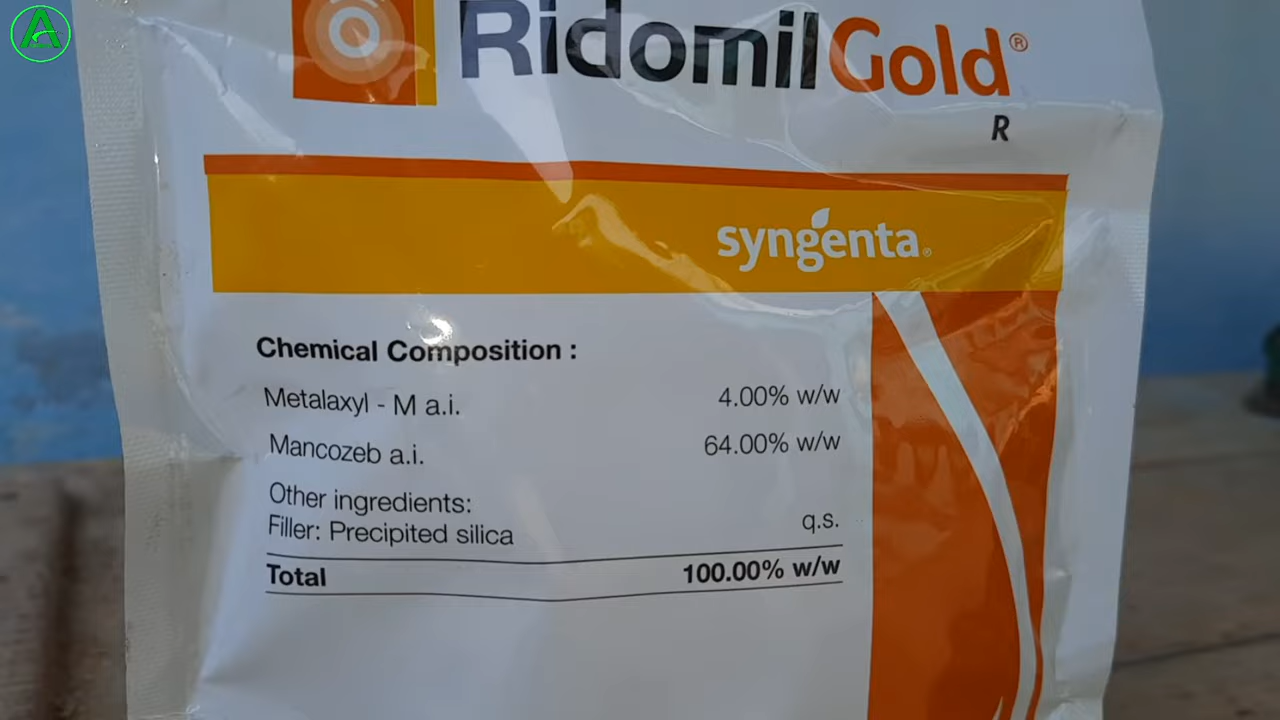 A
Ridomil Gold®
R
syngenta®
Chemical Composition :
Metalaxyl - M a.i. 4.00% w/w
Mancozeb a.i. 64.00% w/w
Other ingredients:
Filler: Precipited silica q.s.
Total 100.00% w/w